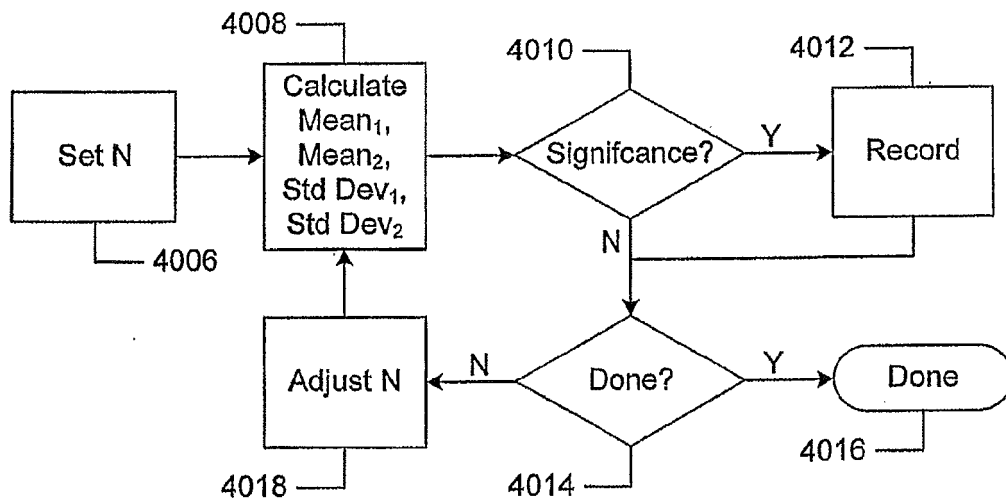 4008
4010
4012
Set N
Calculate
Mean₁,
Mean₂,
Std Dev₁,
Std Dev₂
Signifcance?
Y
Record
4006
N
Adjust N
N
Done?
Y
Done
4018
4014
4016